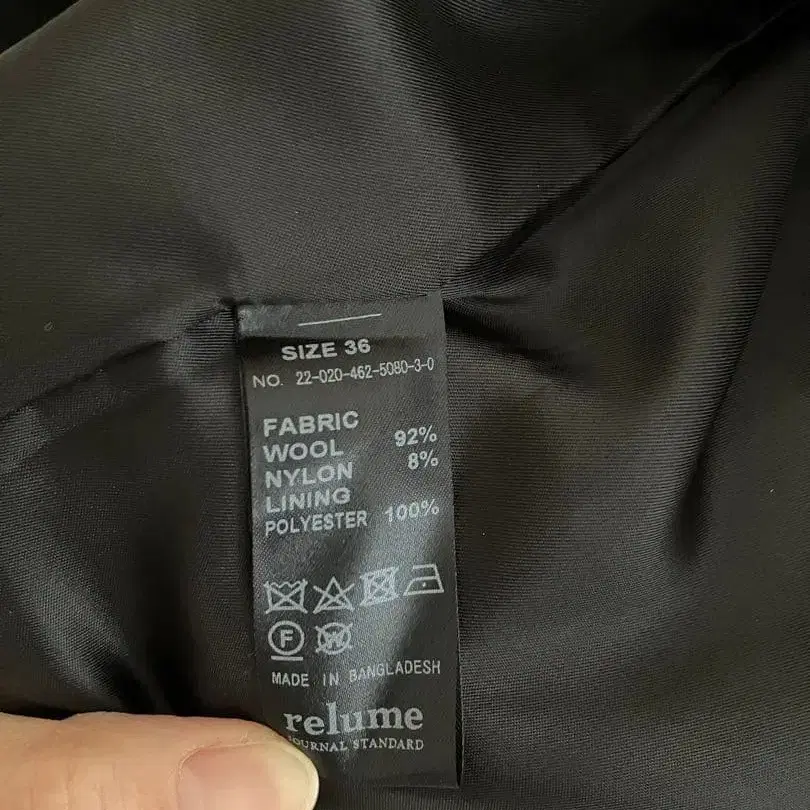 SIZE 36
NO. 22-020-462-5080-3-0
FABRIC
WOOL 92%
NYLON 8%
LINING
POLYESTER 100%
F W
MADE IN BANGLADESH
relume
JOURNAL STANDARD